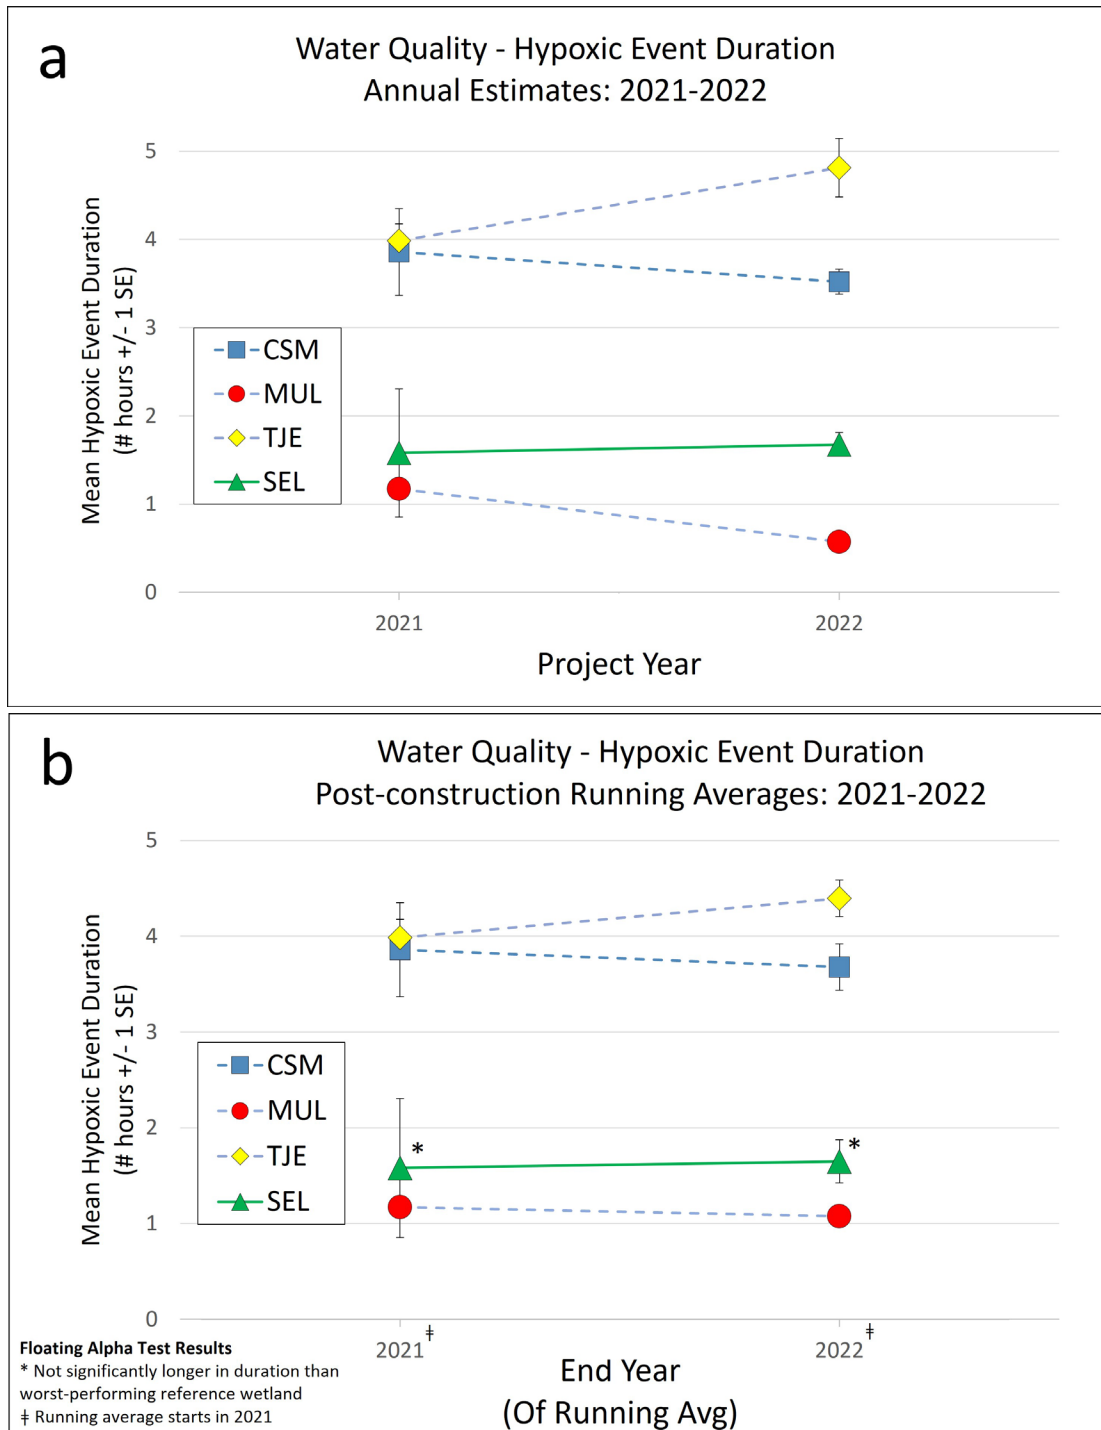 a
Water Quality - Hypoxic Event Duration
Annual Estimates: 2021-2022
Mean Hypoxic Event Duration
(# hours +/- 1 SE)
5
4
3
2
1
0
CSM
MUL
TJE
SEL
2021
2022
Project Year
b
Water Quality - Hypoxic Event Duration
Post-construction Running Averages: 2021-2022
Mean Hypoxic Event Duration
(# hours +/- 1 SE)
5
4
3
2
1
0
CSM
MUL
TJE
SEL
*
*
2021 ǂ
2022 ǂ
End Year
(Of Running Avg)
Floating Alpha Test Results
* Not significantly longer in duration than
worst-performing reference wetland
ǂ Running average starts in 2021